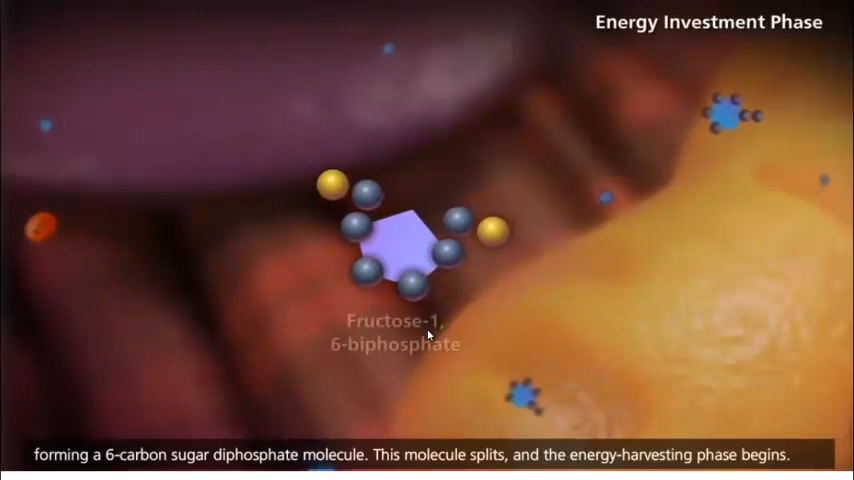 Energy Investment Phase
Fructose-1,
6-biphosphate
forming a 6-carbon sugar diphosphate molecule. This molecule splits, and the energy-harvesting phase begins.